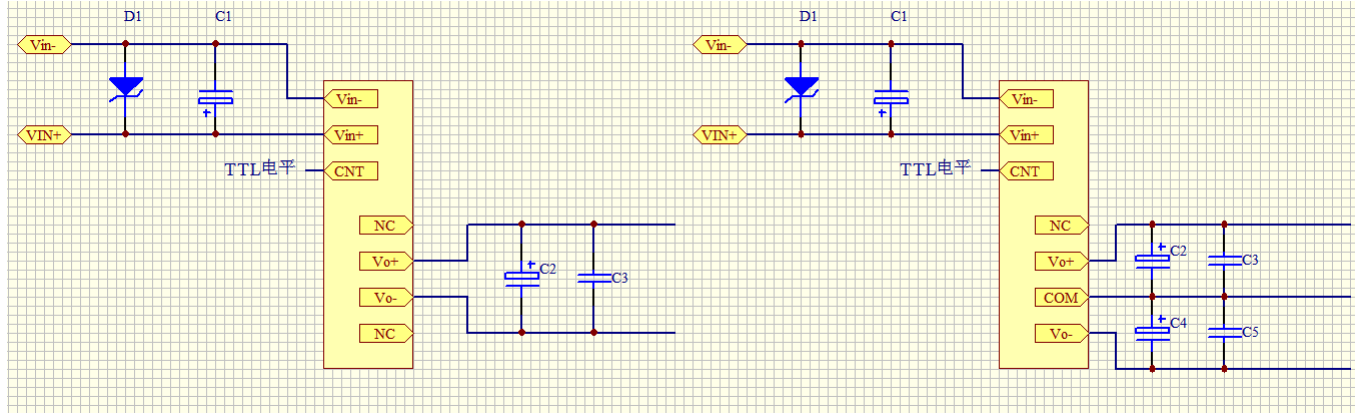 D1 C1
Vin-
Vin-
VIN+
Vin+
TTL电平
CNT
NC
Vo+
C2
C3
Vo-
NC
D1 C1
Vin-
Vin-
VIN+
Vin+
TTL电平
CNT
NC
C2
Vo+
C3
COM
C4
Vo-
C5